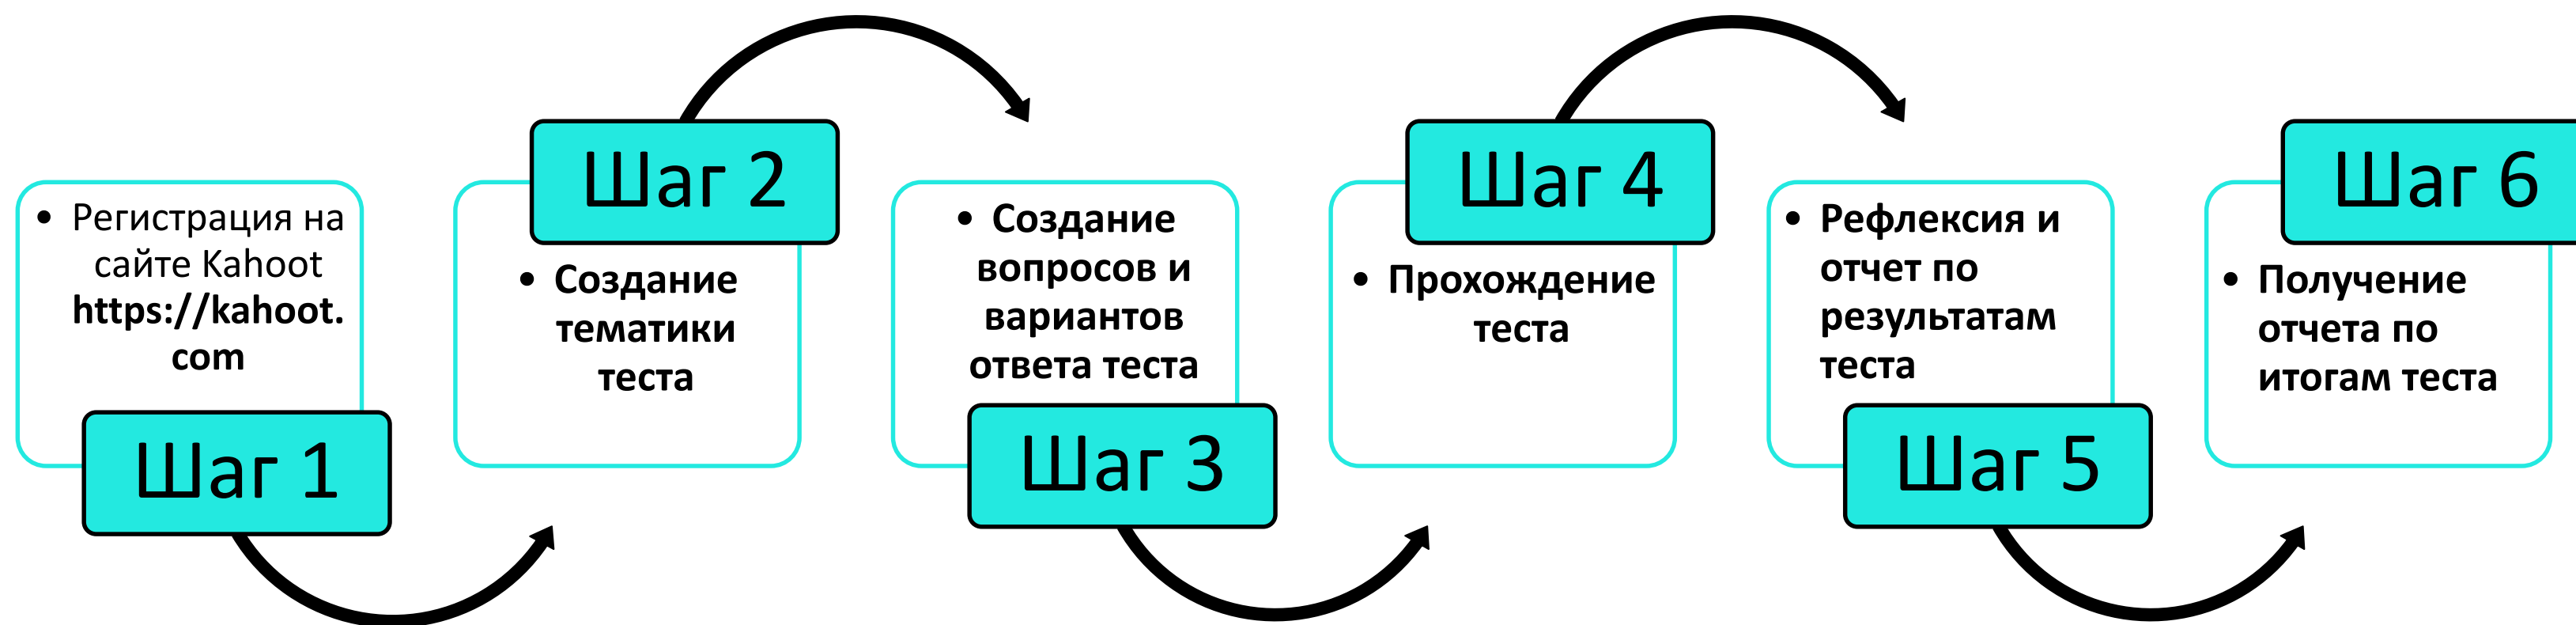 • Регистрация на
сайте Kahoot
https://kahoot.
com
Шаг 1
Шаг 2
• Создание
тематики
теста
• Создание
вопросов и
вариантов
ответа теста
Шаг 3
Шаг 4
• Прохождение
теста
• Рефлексия и
отчет по
результатам
теста
Шаг 5
Шаг 6
• Получение
отчета по
итогам теста